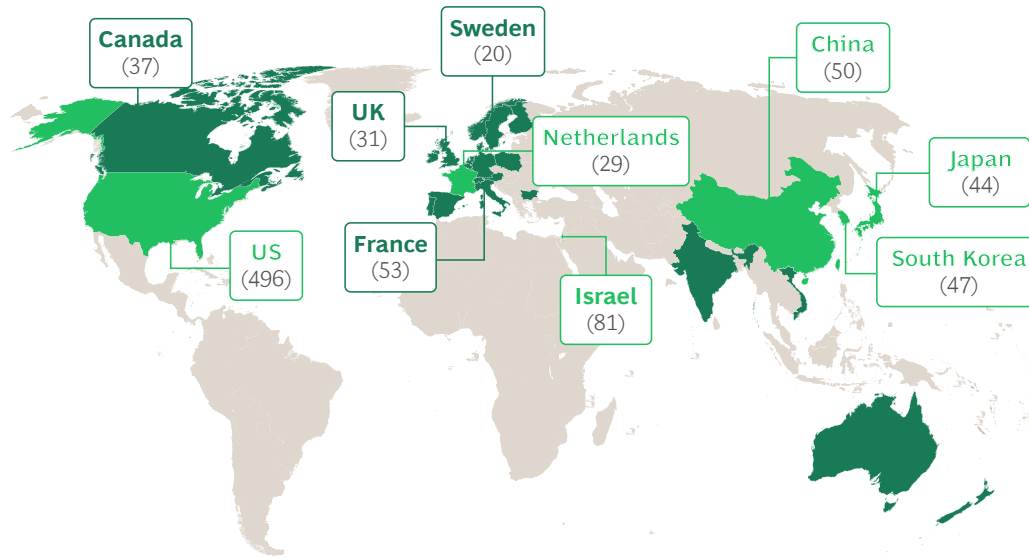 Canada
(37)
Sweden
(20)
China
(50)
UK
(31)
Netherlands
(29)
Japan
(44)
US
(496)
France
(53)
Israel
(81)
South Korea
(47)